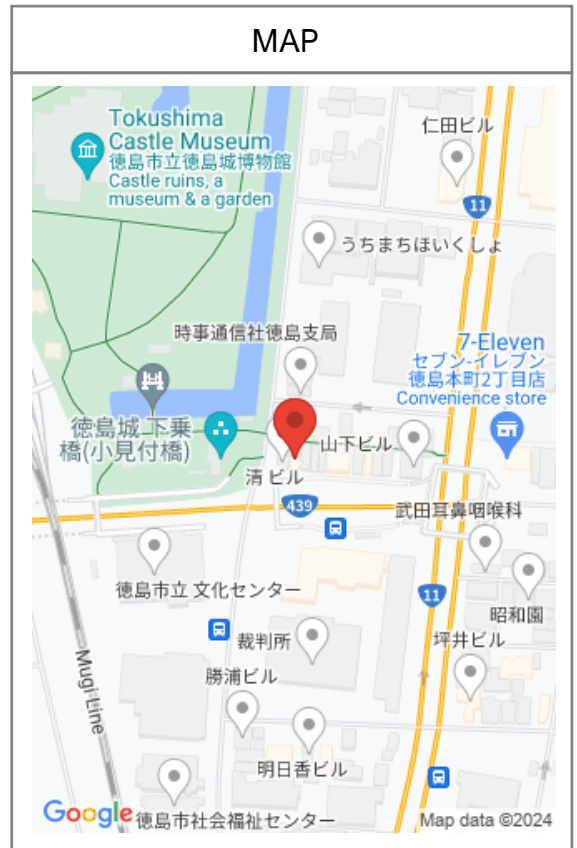 MAP
Tokushima
Castle Museum
徳島市立徳島城博物館
Castle ruins, a
museum & a garden
仁田ビル
11
うちまちほいくしょ
時事通信社徳島支局
7-Eleven
セブン-イレブン
徳島本町2丁目店
Convenience store
徳島城 下乗
橋(小見付橋)
山下ビル
清 ビル
439
武田耳鼻咽喉科
徳島市立 文化センター
11
昭和園
裁判所
坪井ビル
Mugi Line
勝浦ビル
明日香ビル
Google
徳島市社会福祉センター
Map data ©2024